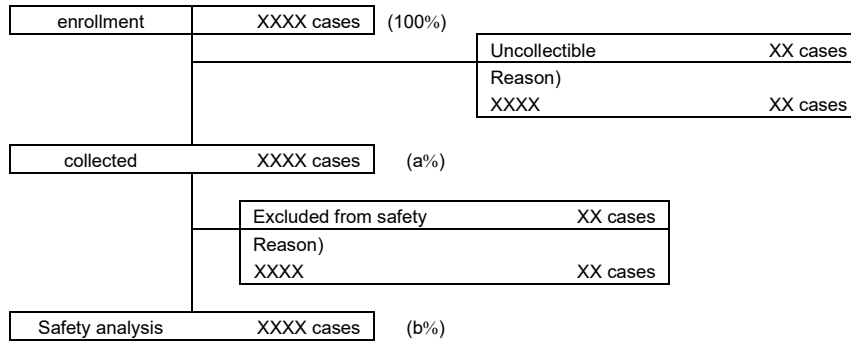 enrollment XXXX cases (100%)
Uncollectible XX cases
Reason)
XXXX XX cases
collected XXXX cases (a%)
Excluded from safety XX cases
Reason)
XXXX XX cases
Safety analysis XXXX cases (b%)